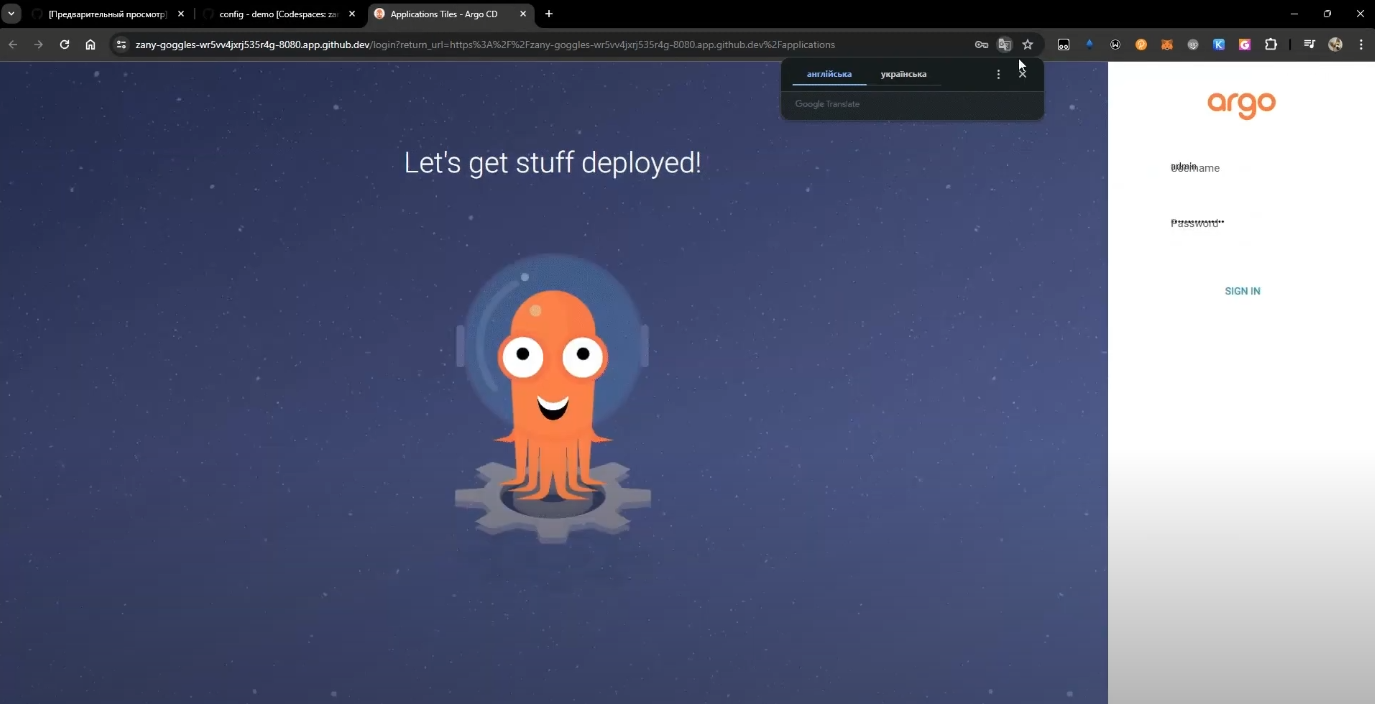 [Предварительный просмотр]
config - demo [Codespaces: za
Applications Tiles - Argo CD
zany-goggles-wr5vv4jxrj535r4g-8080.app.github.dev/login?return_url=https%3A%2F%2Fzany-goggles-wr5vv4jxrj535r4g-8080.app.github.dev%2Fapplications
англійська
українська
Google Translate
argo
Let's get stuff deployed!
admin
Username
Password
SIGN IN